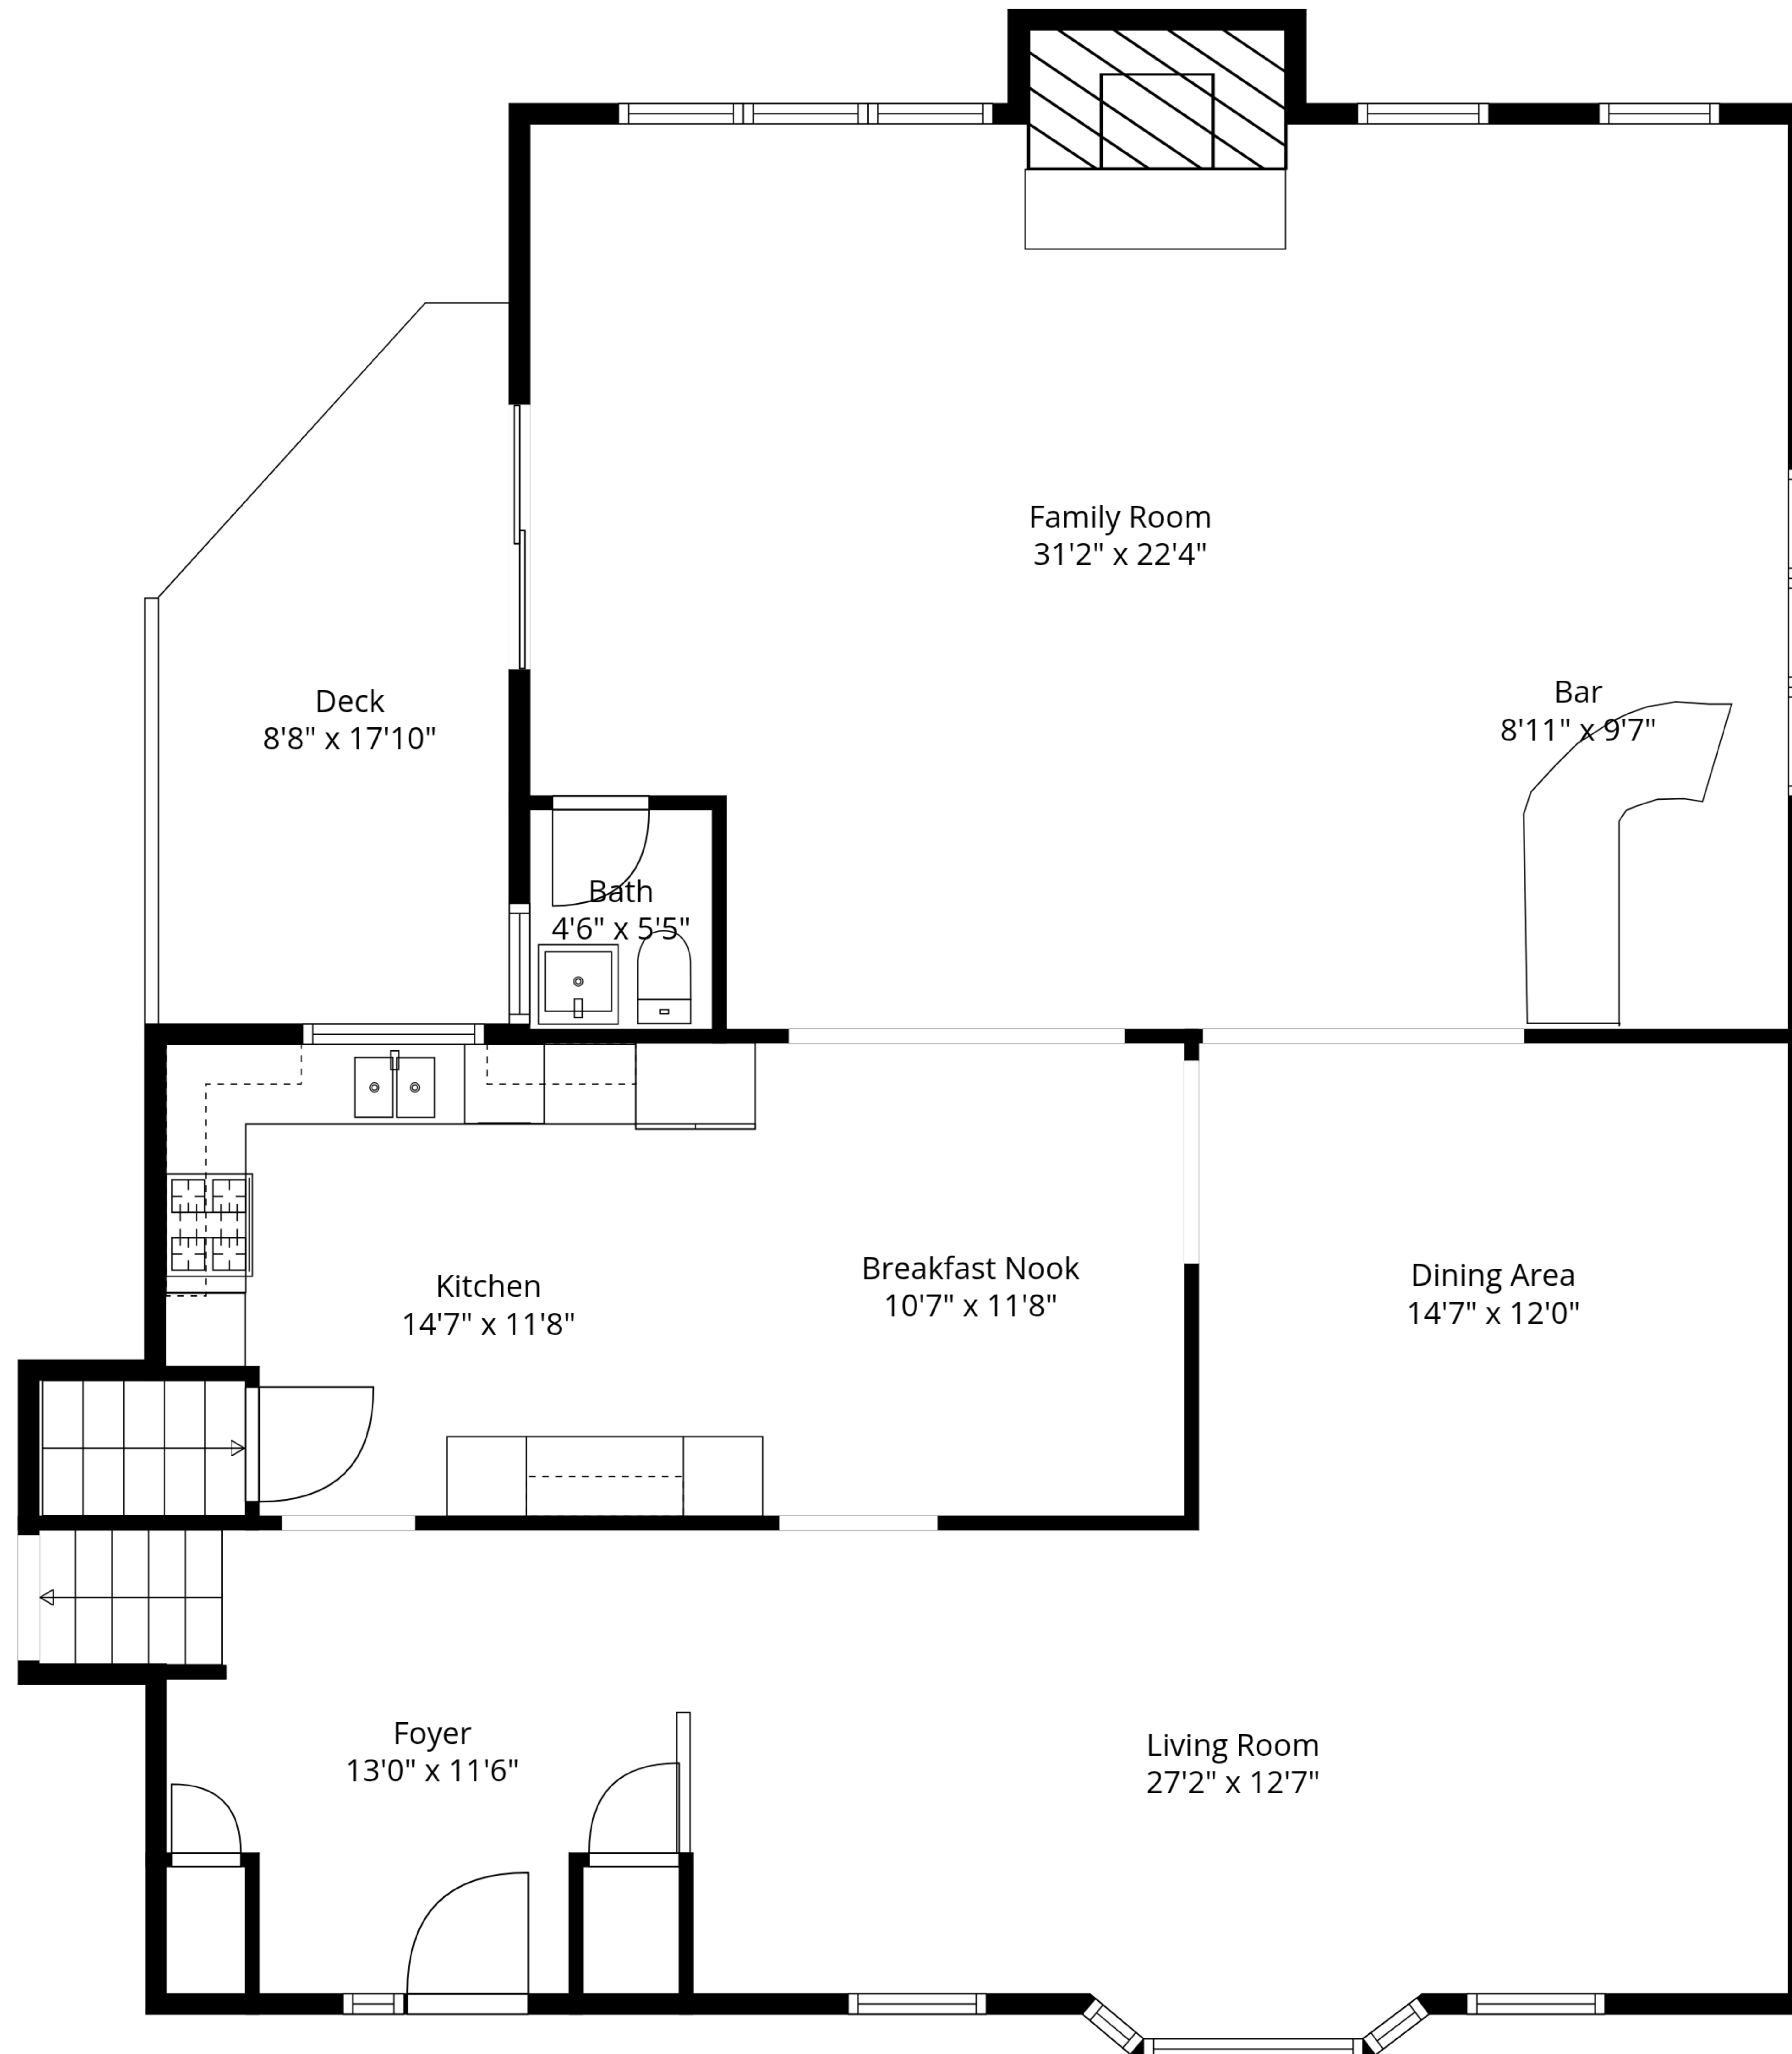 Family Room
31'2" x 22'4"
Bar
8'11" x 9'7"
Deck
8'8" x 17'10"
Bath
4'6" x 5'5"
Kitchen
14'7" x 11'8"
Breakfast Nook
10'7" x 11'8"
Dining Area
14'7" x 12'0"
Foyer
13'0" x 11'6"
Living Room
27'2" x 12'7"